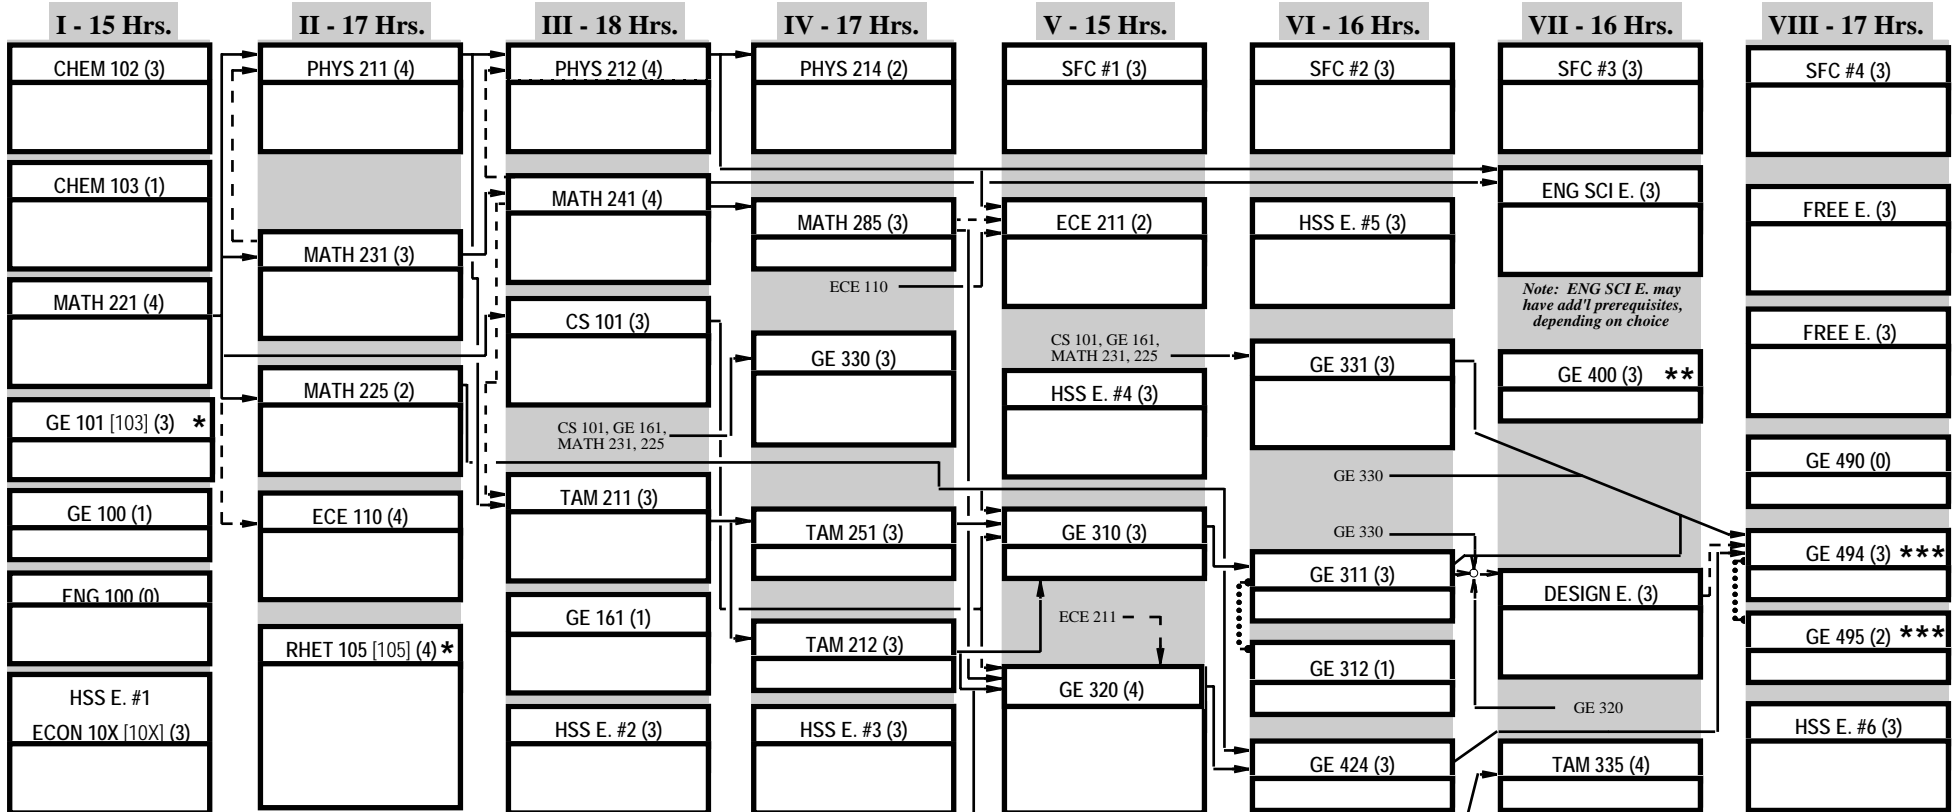 I - 15 Hrs.
CHEM 102 (3)
CHEM 103 (1)
MATH 221 (4)
GE 101 [103] (3) *
GE 100 (1)
ENG 100 (0)
HSS E. #1
ECON 10X [10X] (3)
II - 17 Hrs.
PHYS 211 (4)
MATH 231 (3)
MATH 225 (2)
ECE 110 (4)
RHET 105 [105] (4) *
III - 18 Hrs.
PHYS 212 (4)
MATH 241 (4)
CS 101 (3)
CS 101, GE 161,
MATH 231, 225
TAM 211 (3)
GE 161 (1)
HSS E. #2 (3)
IV - 17 Hrs.
PHYS 214 (2)
MATH 285 (3)
ECE 110
GE 330 (3)
TAM 251 (3)
TAM 212 (3)
HSS E. #3 (3)
V - 15 Hrs.
SFC #1 (3)
ECE 211 (2)
CS 101, GE 161,
MATH 231, 225
HSS E. #4 (3)
GE 310 (3)
ECE 211
GE 320 (4)
VI - 16 Hrs.
SFC #2 (3)
HSS E. #5 (3)
GE 331 (3)
GE 330
GE 330
GE 311 (3)
GE 312 (1)
GE 424 (3)
VII - 16 Hrs.
SFC #3 (3)
ENG SCI E. (3)
Note: ENG SCI E. may
have add'l prerequisites,
depending on choice
GE 400 (3) **
DESIGN E. (3)
GE 320
TAM 335 (4)
VIII - 17 Hrs.
SFC #4 (3)
FREE E. (3)
FREE E. (3)
GE 490 (0)
GE 494 (3) ***
GE 495 (2) ***
HSS E. #6 (3)